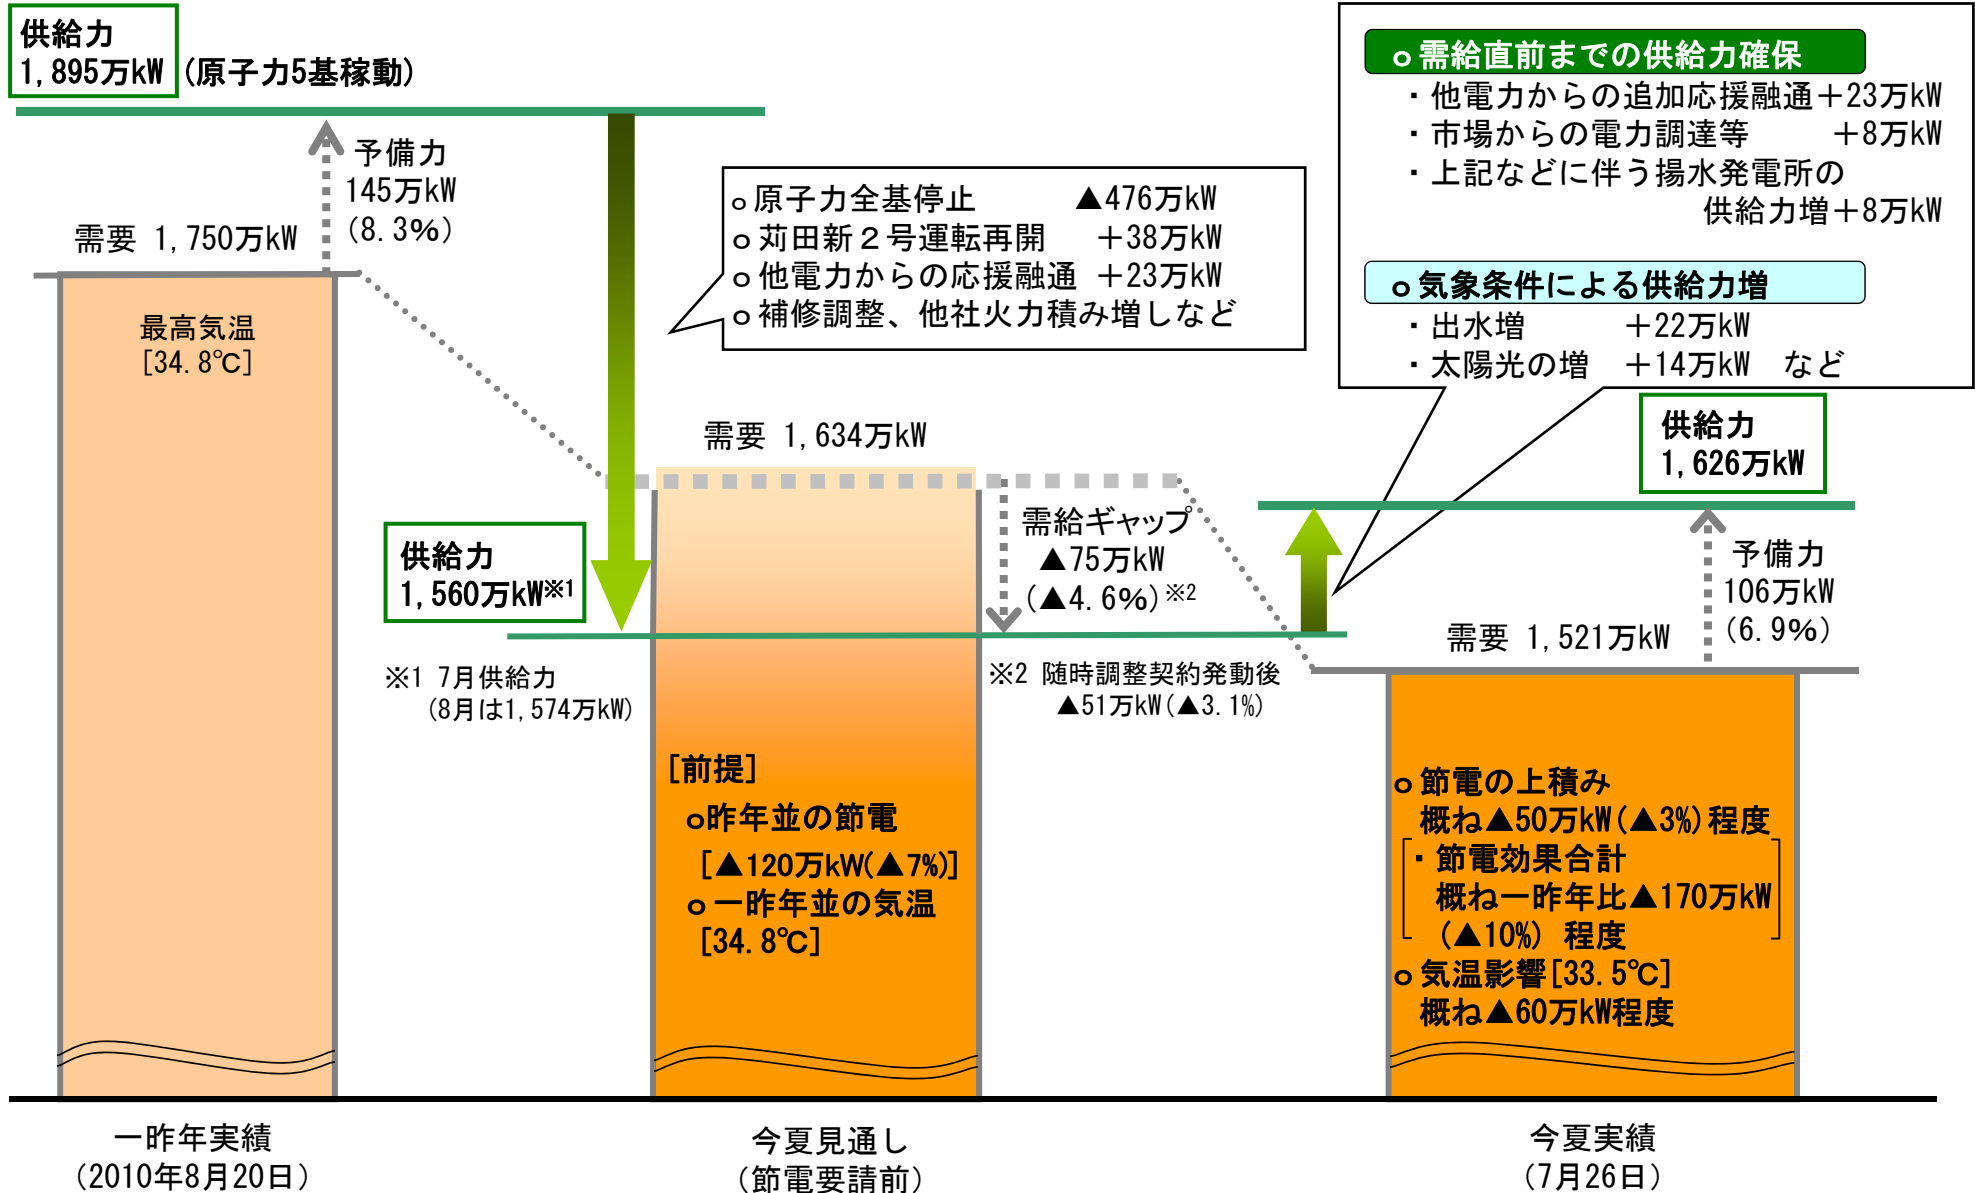 供給力
1,895万kW (原子力5基稼動)
予備力
145万kW
(8.3%)
需要 1,750万kW
最高気温
[34.8℃]
o原子力全基停止 ▲476万kW
o苅田新２号運転再開 ＋38万kW
o他電力からの応援融通 ＋23万kW
o補修調整、他社火力積み増しなど
o需給直前までの供給力確保
・他電力からの追加応援融通＋23万kW
・市場からの電力調達等 ＋8万kW
・上記などに伴う揚水発電所の
供給力増＋8万kW
o気象条件による供給力増
・出水増 ＋22万kW
・太陽光の増 ＋14万kW など
需要 1,634万kW
供給力
1,560万kW※1
※1 7月供給力
(8月は1,574万kW)
需給ギャップ
▲75万kW
(▲4.6%)※2
※2 随時調整契約発動後
▲51万kW(▲3.1%)
[前提]
o昨年並の節電
[▲120万kW(▲7%)]
o一昨年並の気温
[34.8℃]
供給力
1,626万kW
予備力
106万kW
(6.9%)
需要 1,521万kW
o節電の上積み
概ね▲50万kW(▲3%)程度
・節電効果合計
概ね一昨年比▲170万kW
(▲10%) 程度
o気温影響[33.5℃]
概ね▲60万kW程度
一昨年実績
(2010年8月20日)
今夏見通し
(節電要請前)
今夏実績
(7月26日)